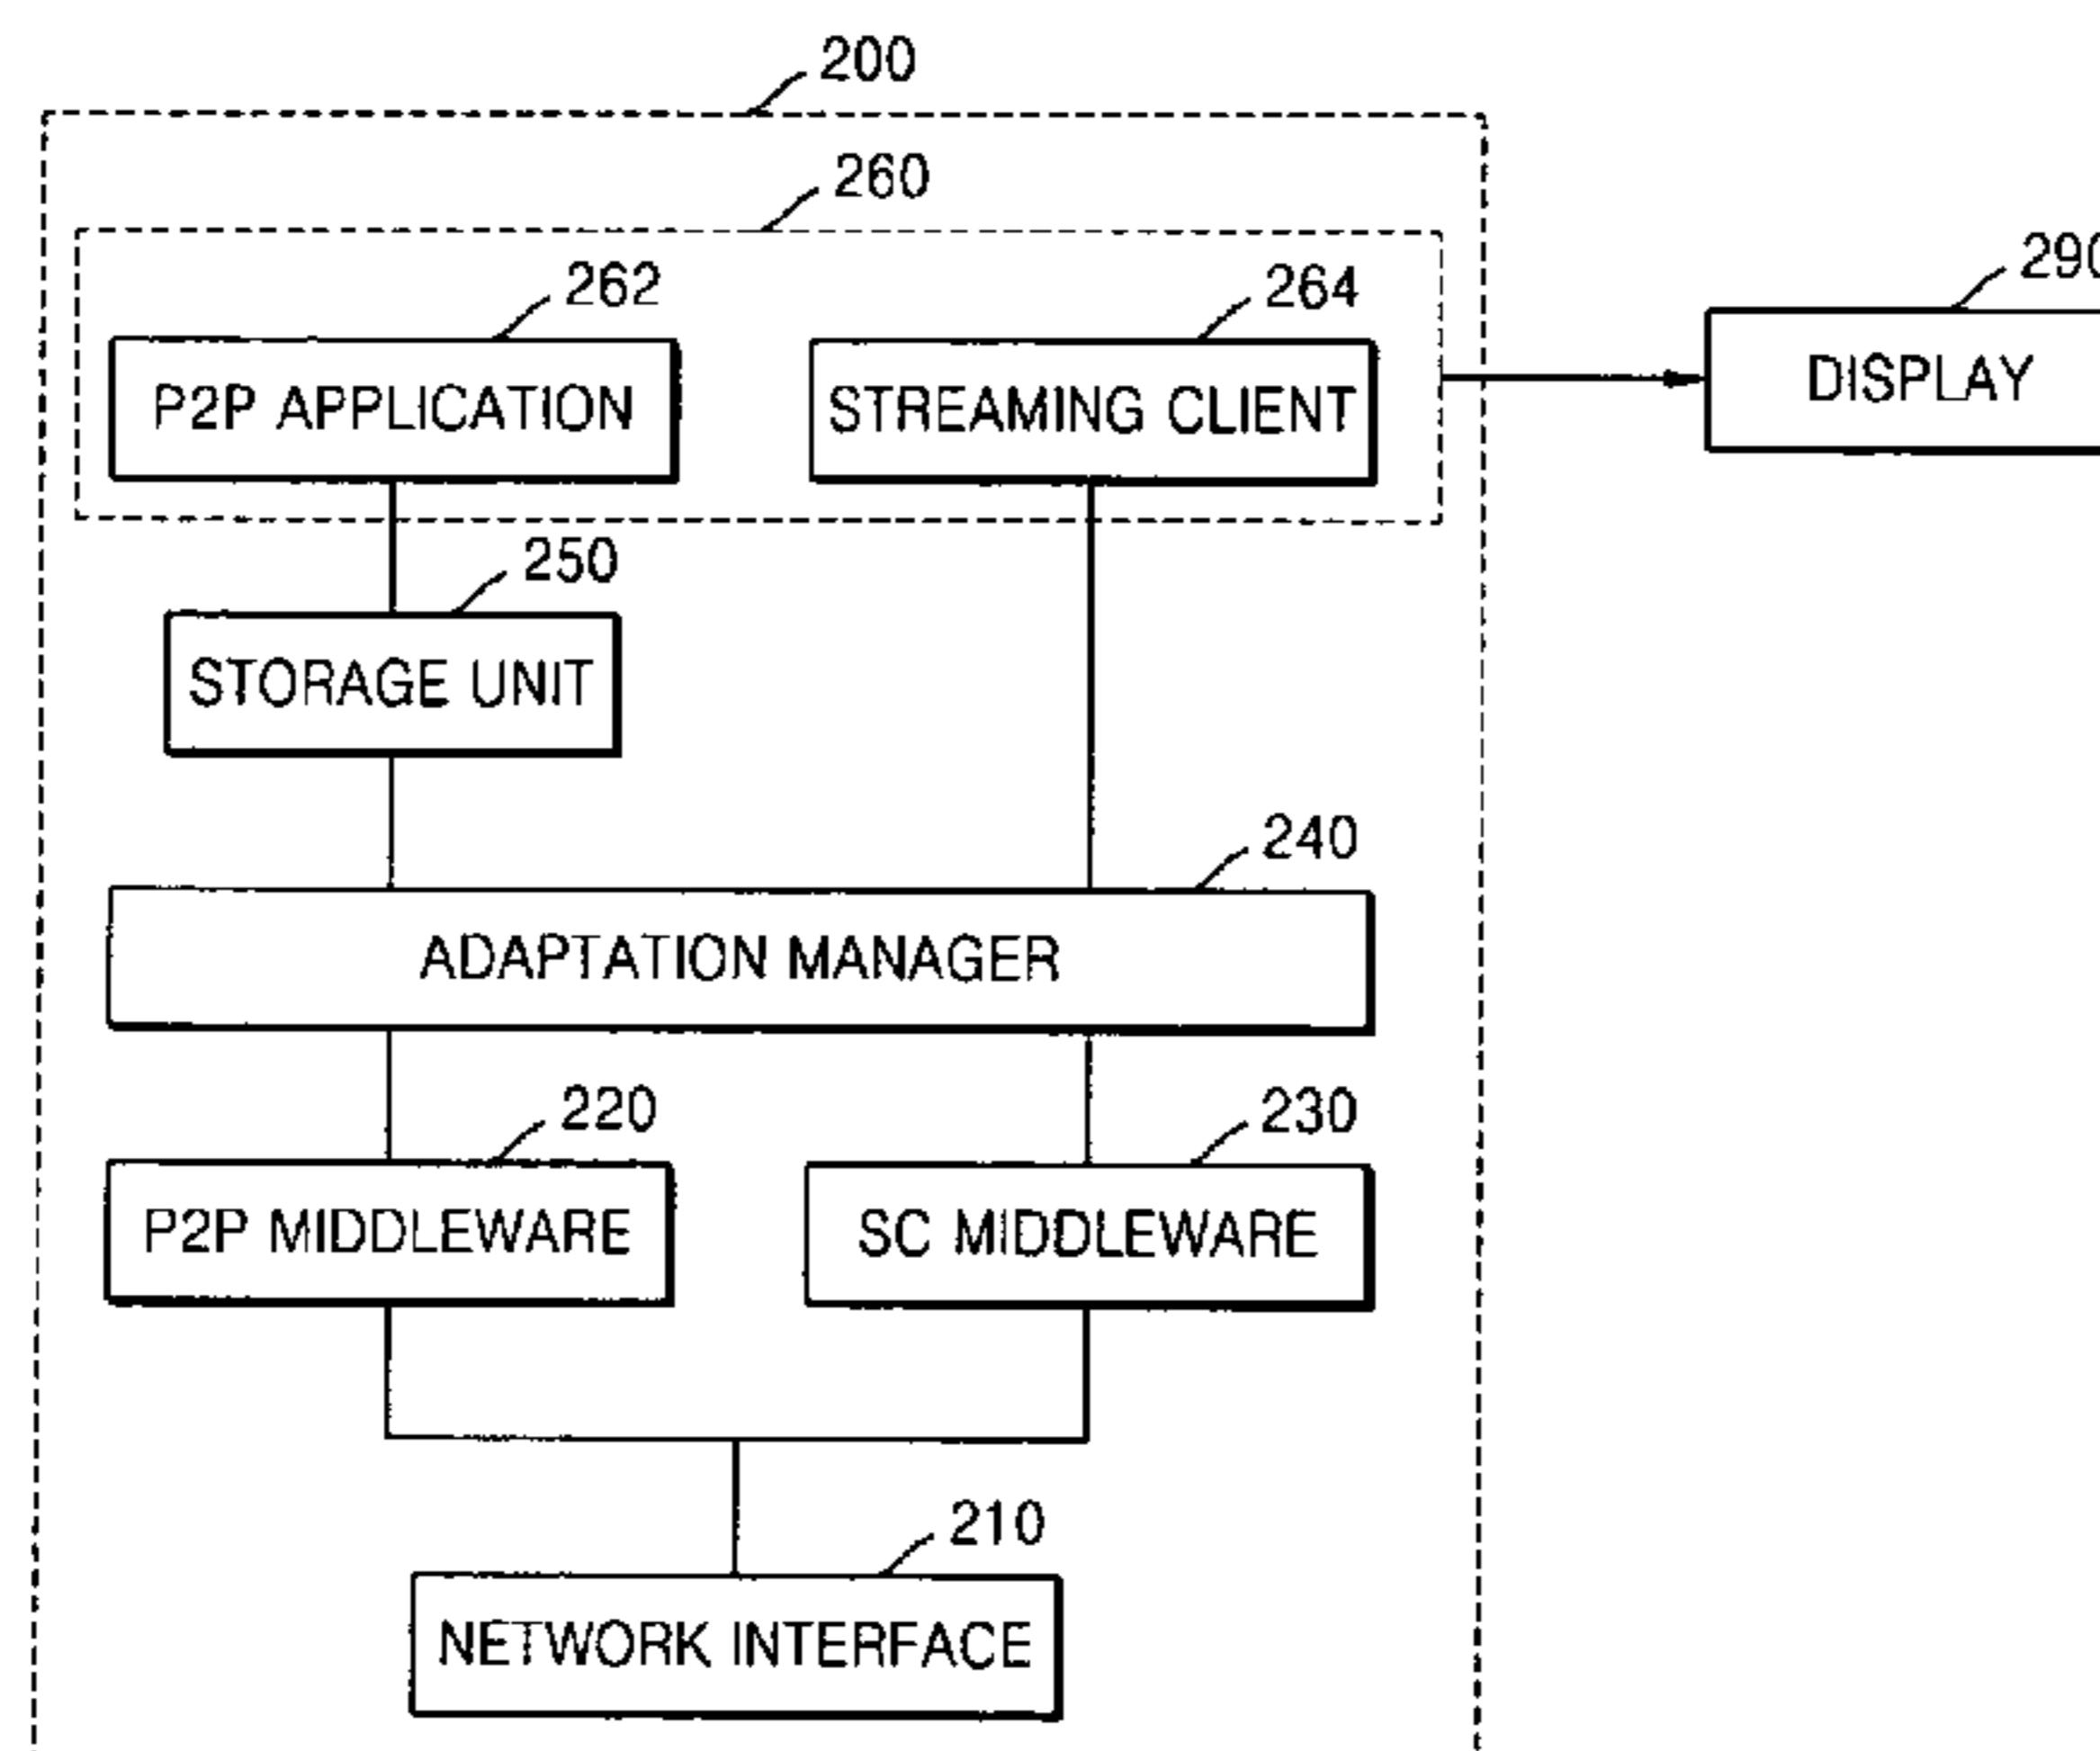 200
260
262
264
290
P2P APPLICATION
STREAMING CLIENT
DISPLAY
250
STORAGE UNIT
240
ADAPTATION MANAGER
220
230
P2P MIDDLEWARE
SC MIDDLEWARE
210
NETWORK INTERFACE